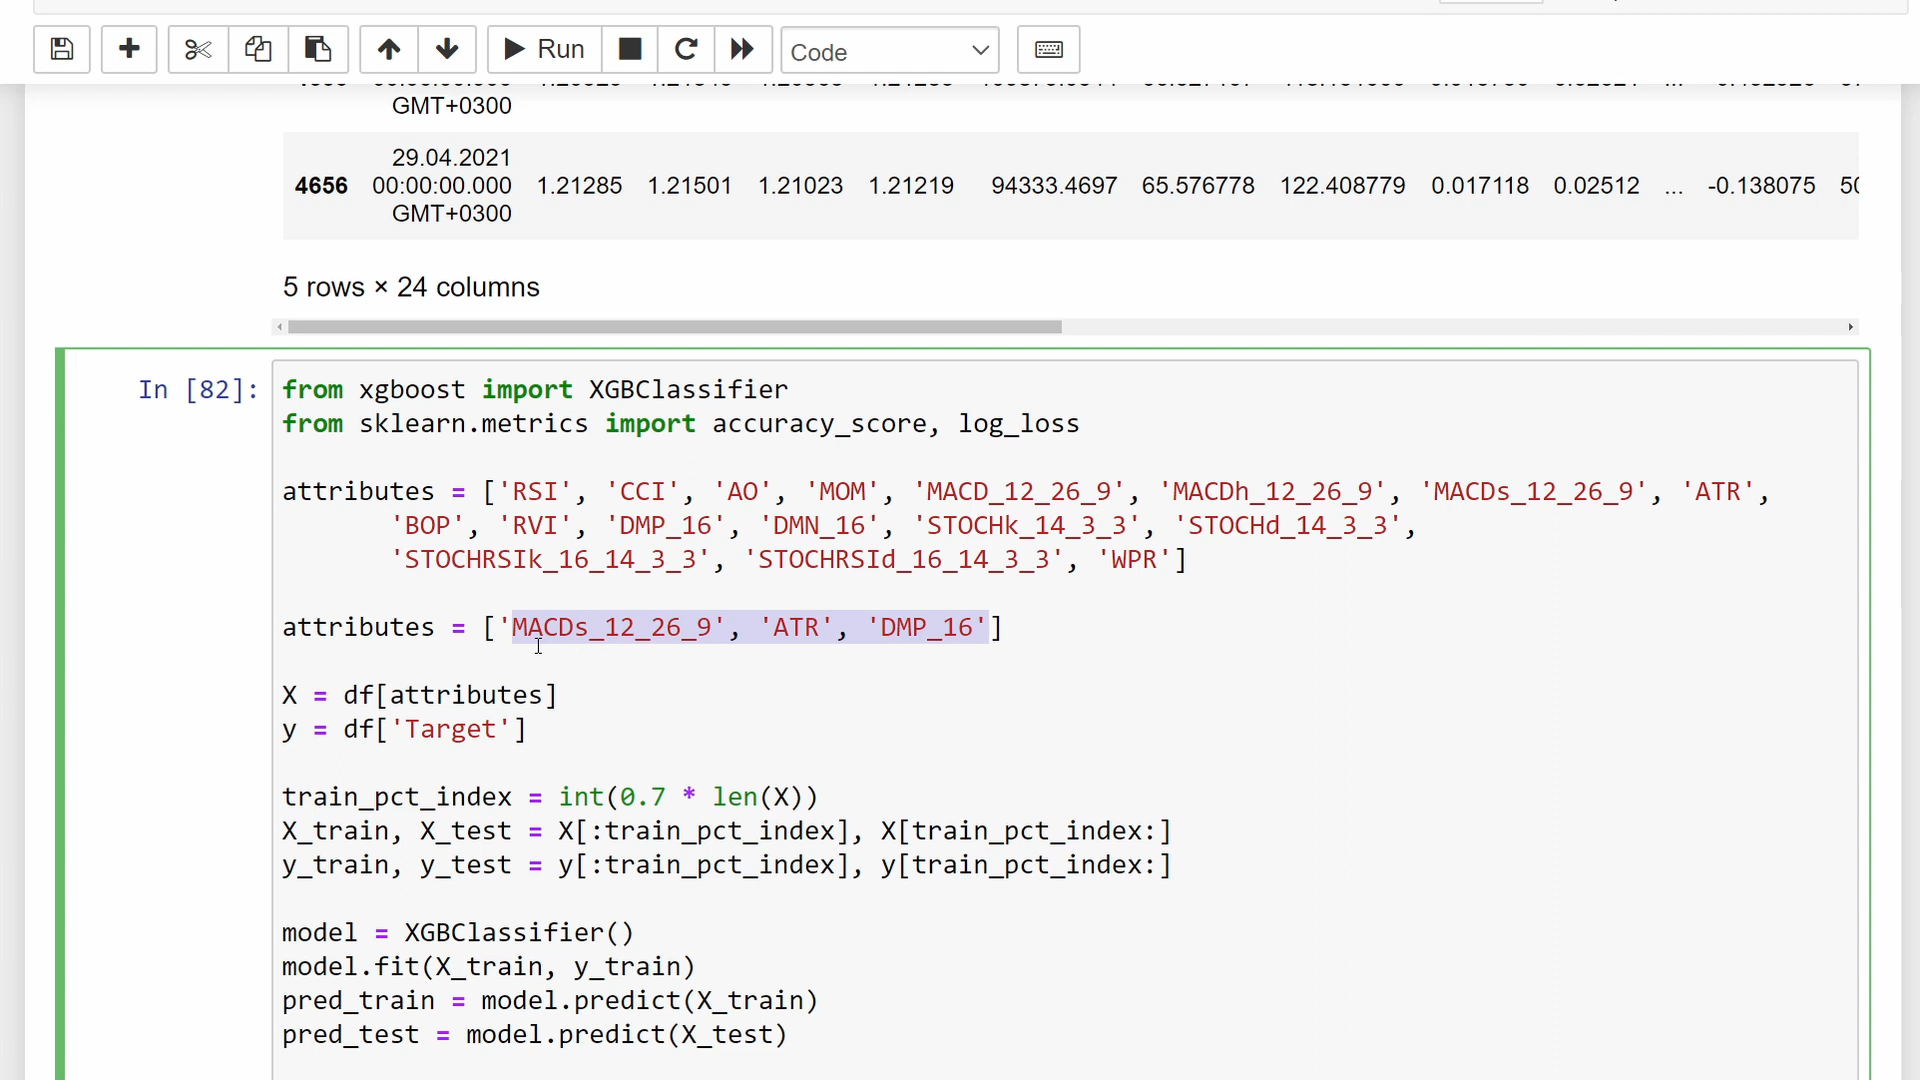 Run
Code
GMT+0300
29.04.2021
4656 00:00:00.000 1.21285 1.21501 1.21023 1.21219 94333.4697 65.576778 122.408779 0.017118 0.02512 ... -0.138075
GMT+0300
5 rows × 24 columns
In [82]:
from xgboost import XGBClassifier
from sklearn.metrics import accuracy_score, log_loss
attributes = ['RSI', 'CCI', 'AO', 'MOM', 'MACD_12_26_9', 'MACDh_12_26_9', 'MACDs_12_26_9', 'ATR',
'BOP', 'RVI', 'DMP_16', 'DMN_16', 'STOCHk_14_3_3', 'STOCHd_14_3_3',
'STOCHRSIk_16_14_3_3', 'STOCHRSId_16_14_3_3', 'WPR']
attributes = ['MACDs_12_26_9', 'ATR', 'DMP_16']
X = df[attributes]
y = df['Target']
train_pct_index = int(0.7 * len(X))
X_train, X_test = X[:train_pct_index], X[train_pct_index:]
y_train, y_test = y[:train_pct_index], y[train_pct_index:]
model = XGBClassifier()
model.fit(X_train, y_train)
pred_train = model.predict(X_train)
pred_test = model.predict(X_test)